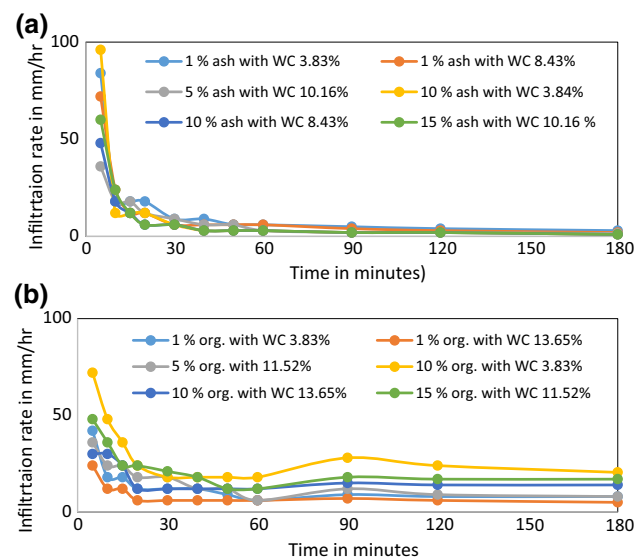 (a)
100
50
0
Infiltrtaion rate in mm/hr
1 % ash with WC 3.83%
1 % ash with WC 8.43%
5 % ash with WC 10.16%
10 % ash with WC 3.84%
10 % ash with WC 8.43%
15 % ash with WC 10.16 %
0 30 60 90 120 150 180
Time in minutes)
(b)
100
50
0
Infiltrtaion rate in mm/hr
1 % org. with WC 3.83%
1 % org. with WC 13.65%
5 % org. with 11.52%
10 % org. with WC 3.83%
10 % org. with WC 13.65%
15 % org. with WC 11.52%
0 30 60 90 120 150 180
Time in minutes